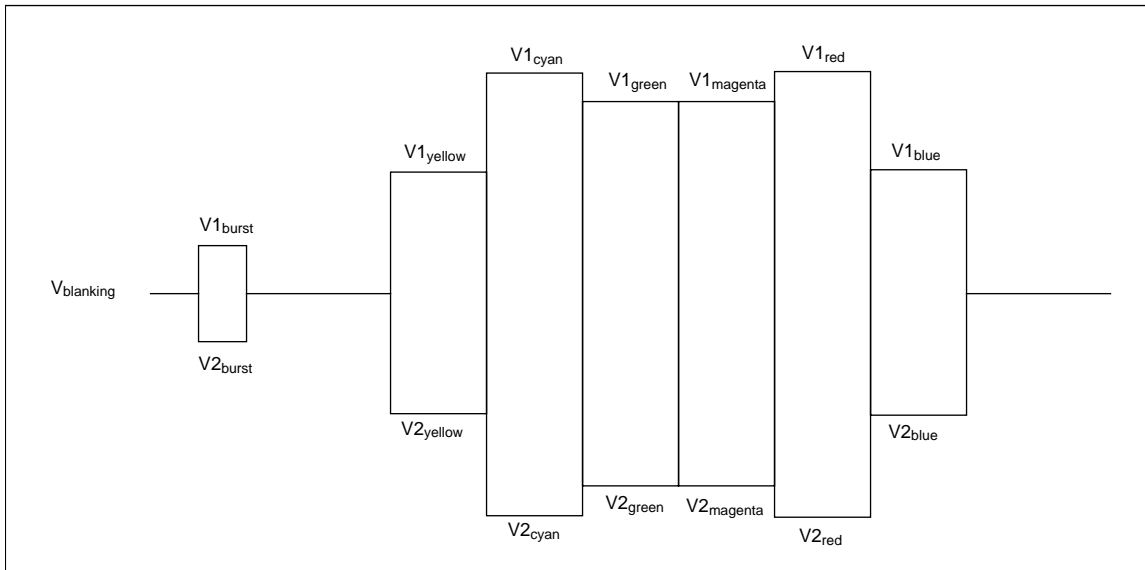 V1cyan
V1red
V1green
V1magenta
V1yellow
V1blue
V1burst
Vblanking
V2burst
V2yellow
V2blue
V2green
V2magenta
V2cyan
V2red